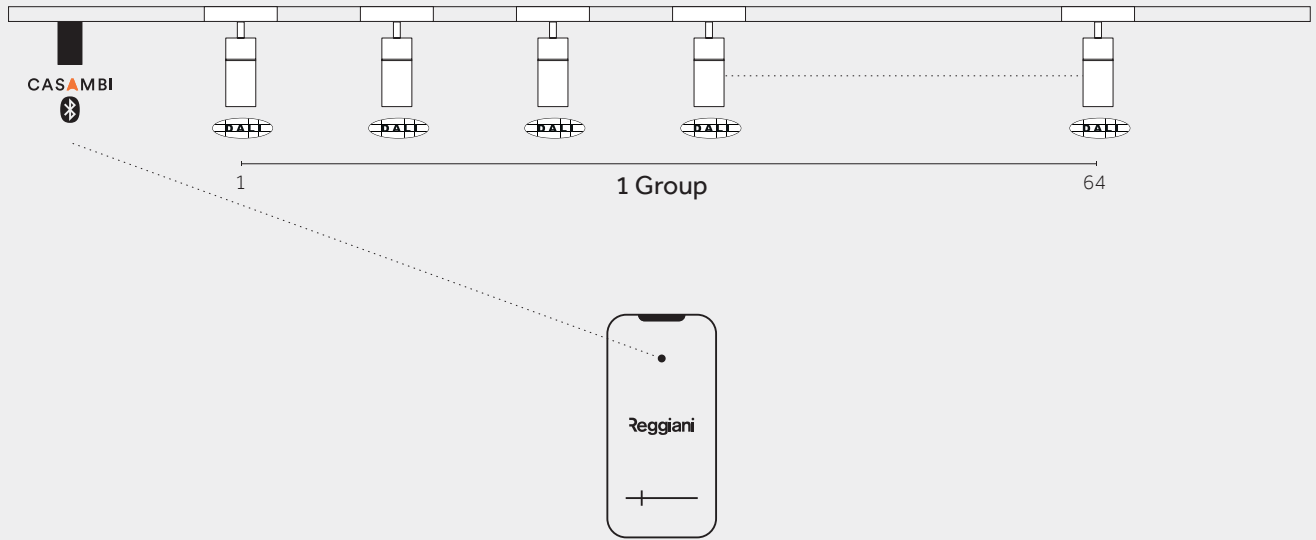 CASAMBI
DALI
DALI
DALI
DALI
DALI
1
1 Group
64
Reggiani